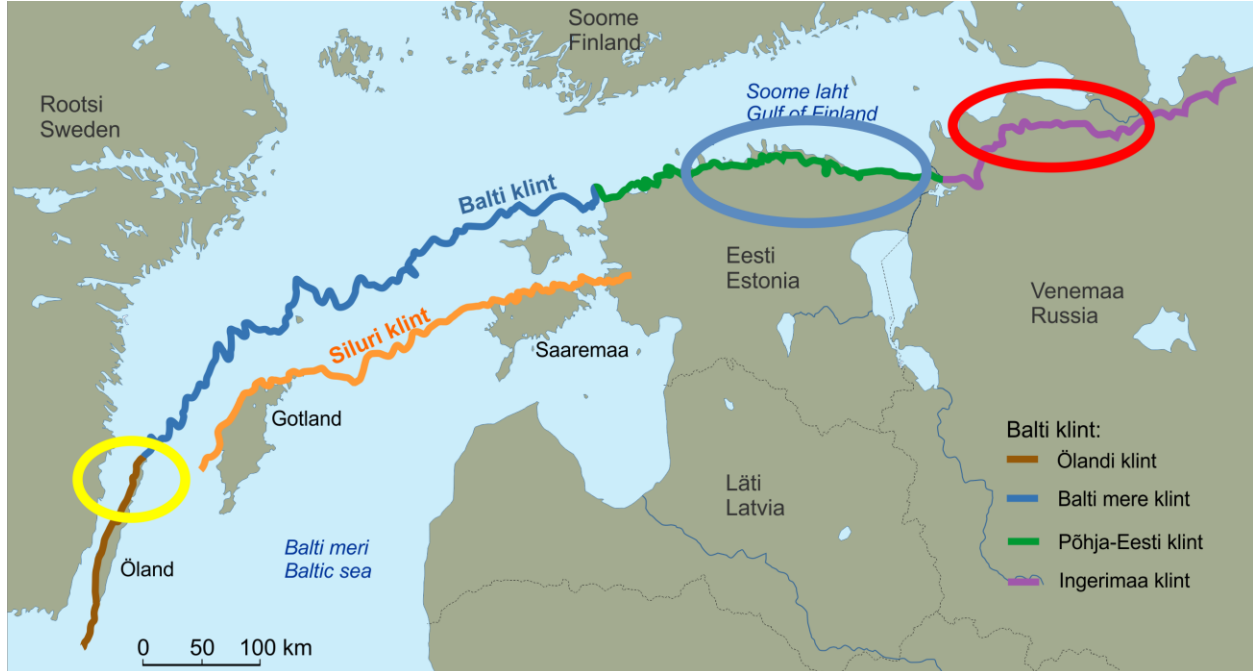 Soome
Finland
Rootsi
Sweden
Soome laht
Gulf of Finland
Balti klint
Eesti
Estonia
Venemaa
Russia
Siluri klint
Saaremaa
Gotland
Balti klint:
Ölandi klint
Balti mere klint
Põhja-Eesti klint
Ingerimaa klint
Läti
Latvia
Balti meri
Baltic sea
Öland
0 50 100 km